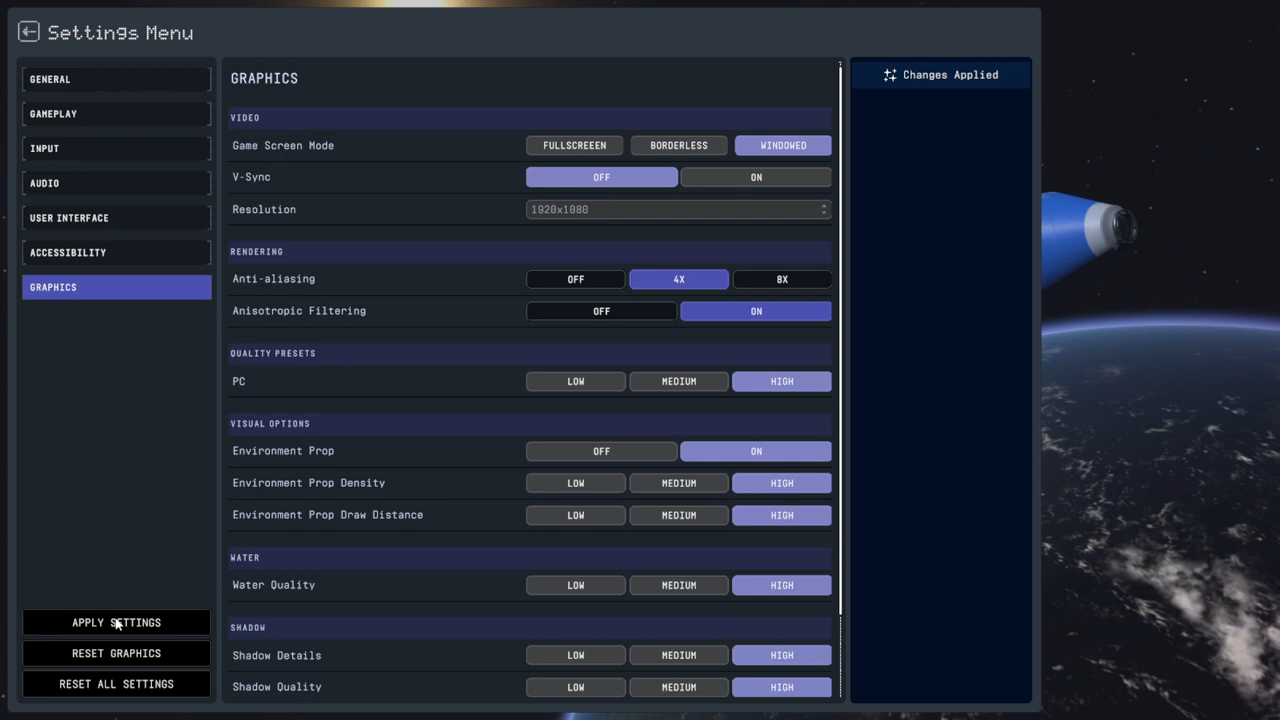 Settings Menu
GENERAL
GAMEPLAY
INPUT
AUDIO
USER INTERFACE
ACCESSIBILITY
GRAPHICS
APPLY SETTINGS
RESET GRAPHICS
RESET ALL SETTINGS
GRAPHICS
VIDEO
Game Screen Mode FULLSCREEEN BORDERLESS WINDOWED
V-Sync OFF ON
Resolution 1920x1080
RENDERING
Anti-aliasing OFF 4X 8X
Anisotropic Filtering OFF ON
QUALITY PRESETS
PC LOW MEDIUM HIGH
VISUAL OPTIONS
Environment Prop OFF ON
Environment Prop Density LOW MEDIUM HIGH
Environment Prop Draw Distance LOW MEDIUM HIGH
WATER
Water Quality LOW MEDIUM HIGH
SHADOW
Shadow Details LOW MEDIUM HIGH
Shadow Quality LOW MEDIUM HIGH
Changes Applied